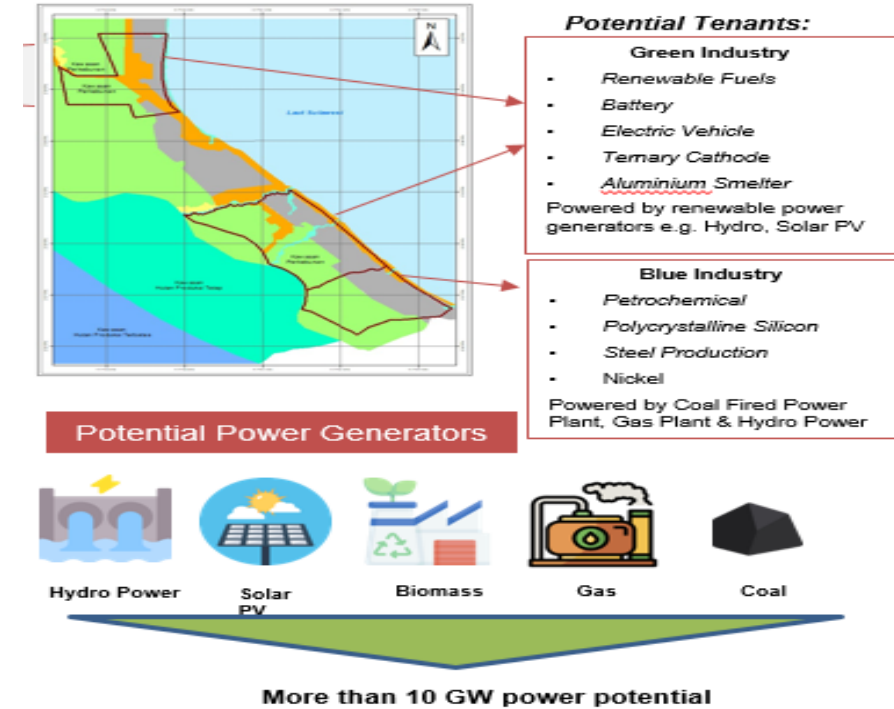 N
Laut Sulawesi
Potential Tenants:
Green Industry
• Renewable Fuels
• Battery
• Electric Vehicle
• Ternary Cathode
• Aluminium Smelter
Powered by renewable power
generators e.g. Hydro, Solar PV
Blue Industry
• Petrochemical
• Polycrystalline Silicon
• Steel Production
• Nickel
Powered by Coal Fired Power
Plant, Gas Plant & Hydro Power
Potential Power Generators
Hydro Power
Solar
PV
Biomass
Gas
Coal
More than 10 GW power potential